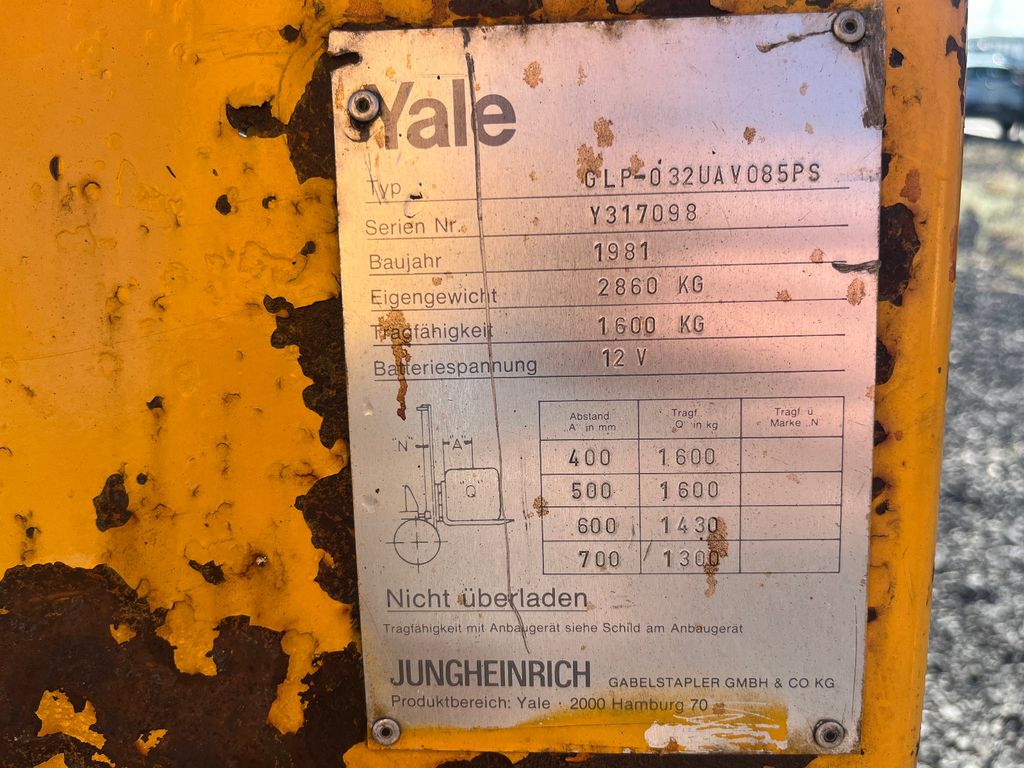 Yale
Typ GLP-032UAV085PS
Serien Nr. Y317098
Baujahr 1981
Eigengewicht 2860 KG
Tragfähigkeit 1600 KG
Batteriespannung 12 V
"N" "A"
Q
Abstand „A" in mm Tragf. „Q" in kg Tragf. ü. Marke „N"
400 1600
500 1600
600 1430
700 1300
Nicht überladen
Tragfähigkeit mit Anbaugerät siehe Schild am Anbaugerät
JUNGHEINRICH GABELSTAPLER GMBH & CO KG
Produktbereich: Yale · 2000 Hamburg 70